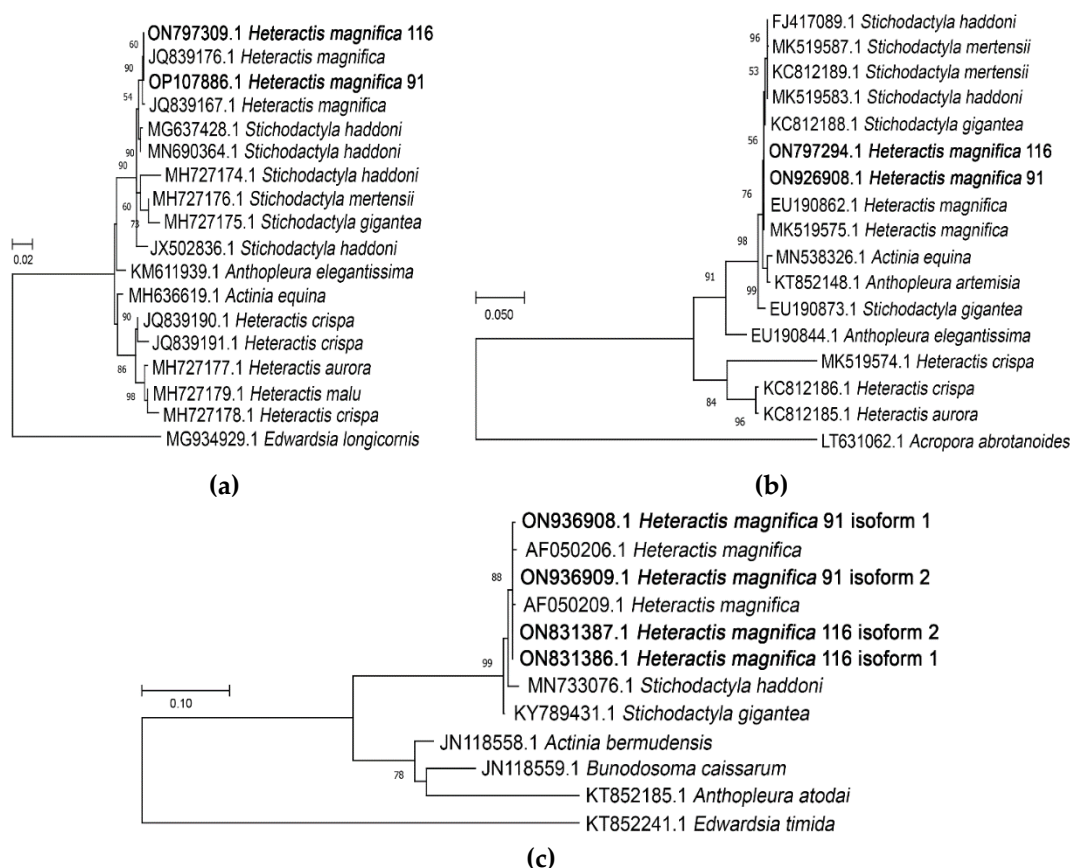 ON797309.1 Heteractis magnifica 116
60
JQ839176.1 Heteractis magnifica
90
OP107886.1 Heteractis magnifica 91
54
JQ839167.1 Heteractis magnifica
MG637428.1 Stichodactyla haddoni
90
MN690364.1 Stichodactyla haddoni
90
MH727174.1 Stichodactyla haddoni
MH727176.1 Stichodactyla mertensii
60
MH727175.1 Stichodactyla gigantea
73
JX502836.1 Stichodactyla haddoni
0.02
KM611939.1 Anthopleura elegantissima
MH636619.1 Actinia equina
90
JQ839190.1 Heteractis crispa
JQ839191.1 Heteractis crispa
86
MH727177.1 Heteractis aurora
98
MH727179.1 Heteractis malu
MH727178.1 Heteractis crispa
MG934929.1 Edwardsia longicornis
(a)
FJ417089.1 Stichodactyla haddoni
96
MK519587.1 Stichodactyla mertensii
53
KC812189.1 Stichodactyla mertensii
MK519583.1 Stichodactyla haddoni
KC812188.1 Stichodactyla gigantea
56
ON797294.1 Heteractis magnifica 116
ON926908.1 Heteractis magnifica 91
76
EU190862.1 Heteractis magnifica
MK519575.1 Heteractis magnifica
98
MN538326.1 Actinia equina
91
99
KT852148.1 Anthopleura artemisia
EU190873.1 Stichodactyla gigantea
0.050
EU190844.1 Anthopleura elegantissima
MK519574.1 Heteractis crispa
KC812186.1 Heteractis crispa
84
KC812185.1 Heteractis aurora
96
LT631062.1 Acropora abrotanoides
(b)
ON936908.1 Heteractis magnifica 91 isoform 1
AF050206.1 Heteractis magnifica
88
ON936909.1 Heteractis magnifica 91 isoform 2
AF050209.1 Heteractis magnifica
ON831387.1 Heteractis magnifica 116 isoform 2
ON831386.1 Heteractis magnifica 116 isoform 1
99
MN733076.1 Stichodactyla haddoni
0.10
KY789431.1 Stichodactyla gigantea
JN118558.1 Actinia bermudensis
78
JN118559.1 Bunodosoma caissarum
KT852185.1 Anthopleura atodai
KT852241.1 Edwardsia timida
(c)